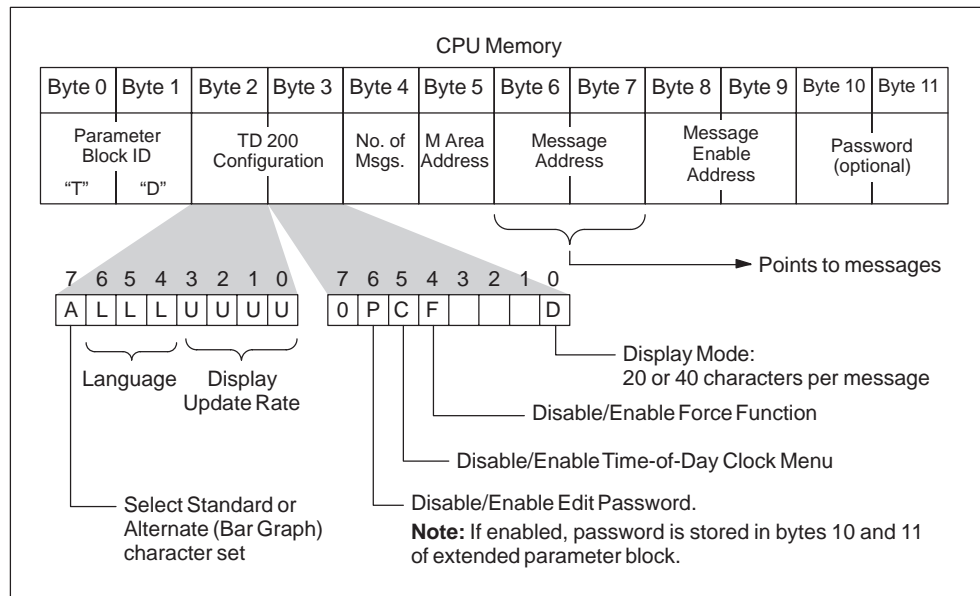 CPU Memory
Byte 0 Byte 1 Byte 2 Byte 3 Byte 4 Byte 5 Byte 6 Byte 7 Byte 8 Byte 9 Byte 10 Byte 11
Parameter
Block ID
“T” “D”
TD 200
Configuration
No. of
Msgs.
M Area
Address
Message
Address
Message
Enable
Address
Password
(optional)
Points to messages
7 6 5 4 3 2 1 0
A L L L U U U U
Language
Display
Update Rate
Select Standard or
Alternate (Bar Graph)
character set
7 6 5 4 3 2 1 0
0 P C F D
Display Mode:
20 or 40 characters per message
Disable/Enable Force Function
Disable/Enable Time-of-Day Clock Menu
Disable/Enable Edit Password.
Note: If enabled, password is stored in bytes 10 and 11
of extended parameter block.